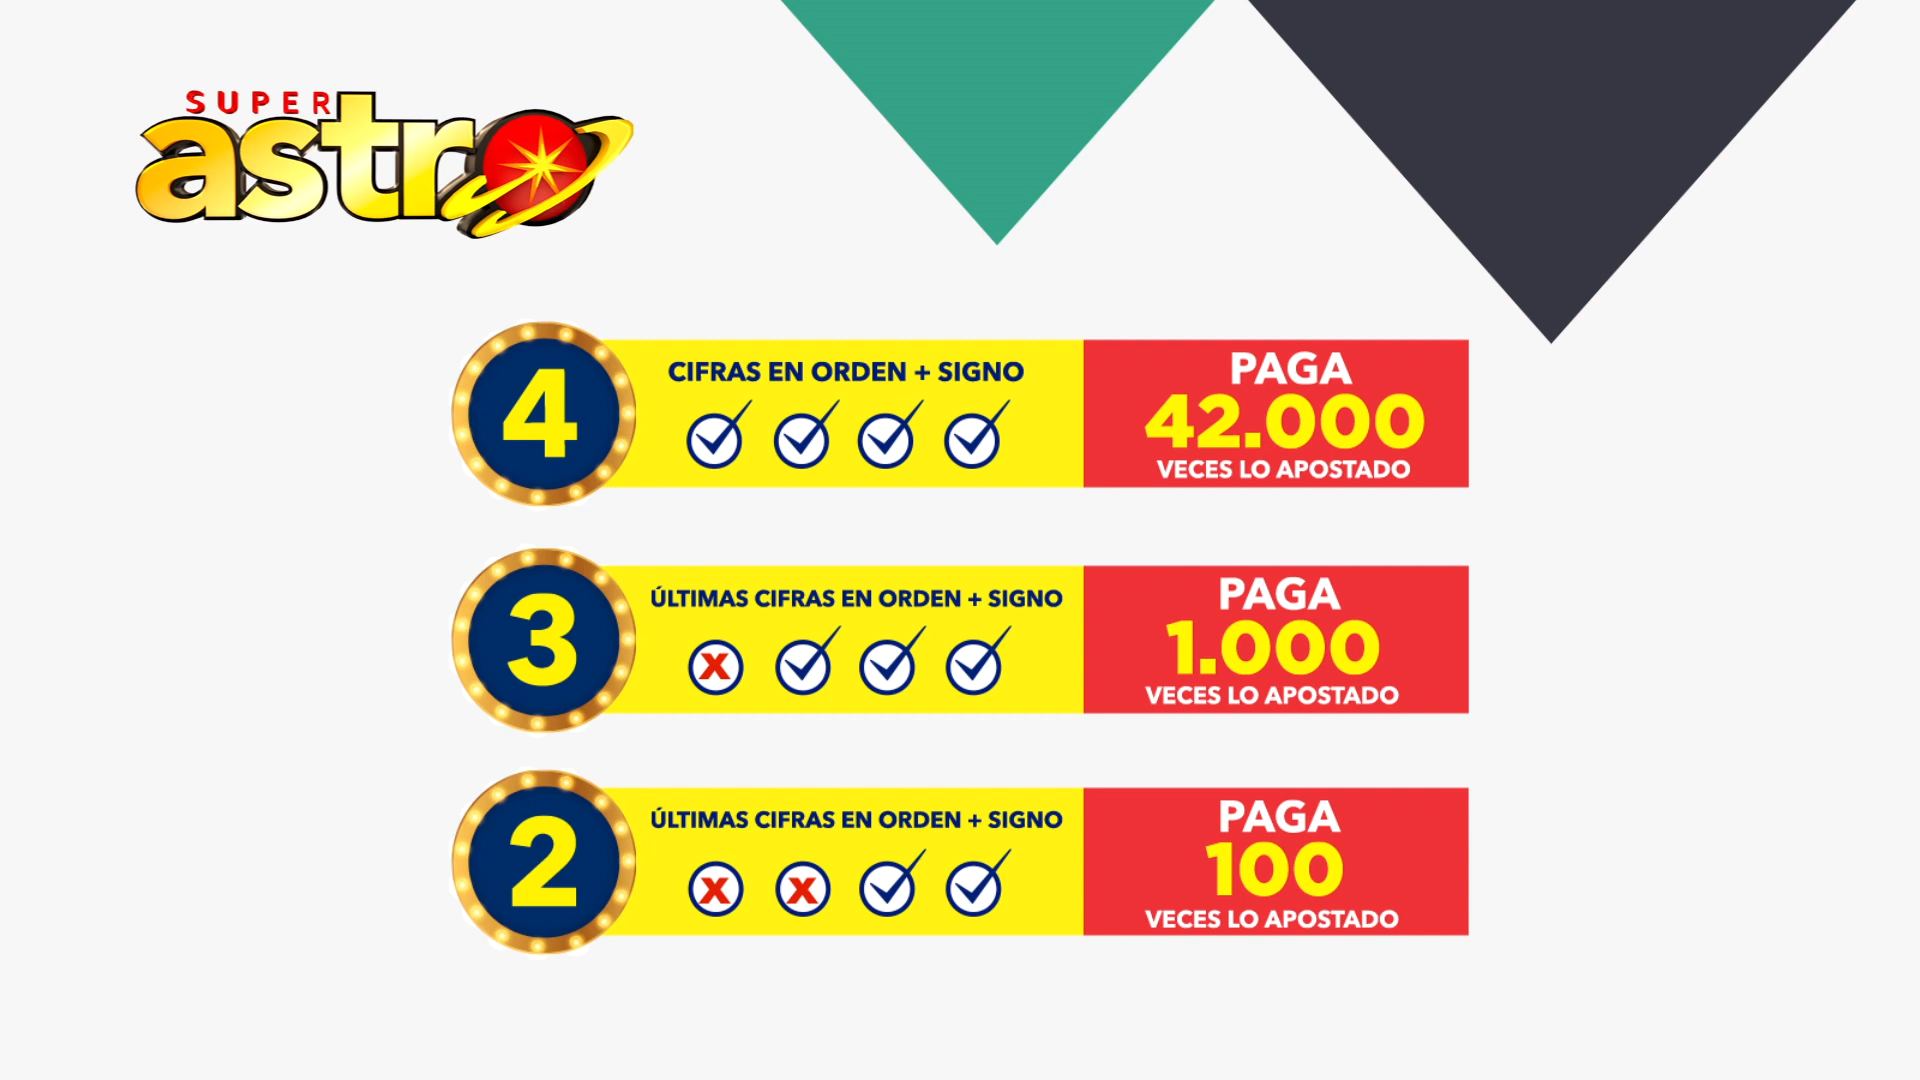 SUPER
astro
4
CIFRAS EN ORDEN + SIGNO
PAGA
42.000
VECES LO APOSTADO
3
ÚLTIMAS CIFRAS EN ORDEN + SIGNO
X
PAGA
1.000
VECES LO APOSTADO
2
ÚLTIMAS CIFRAS EN ORDEN + SIGNO
X X
PAGA
100
VECES LO APOSTADO